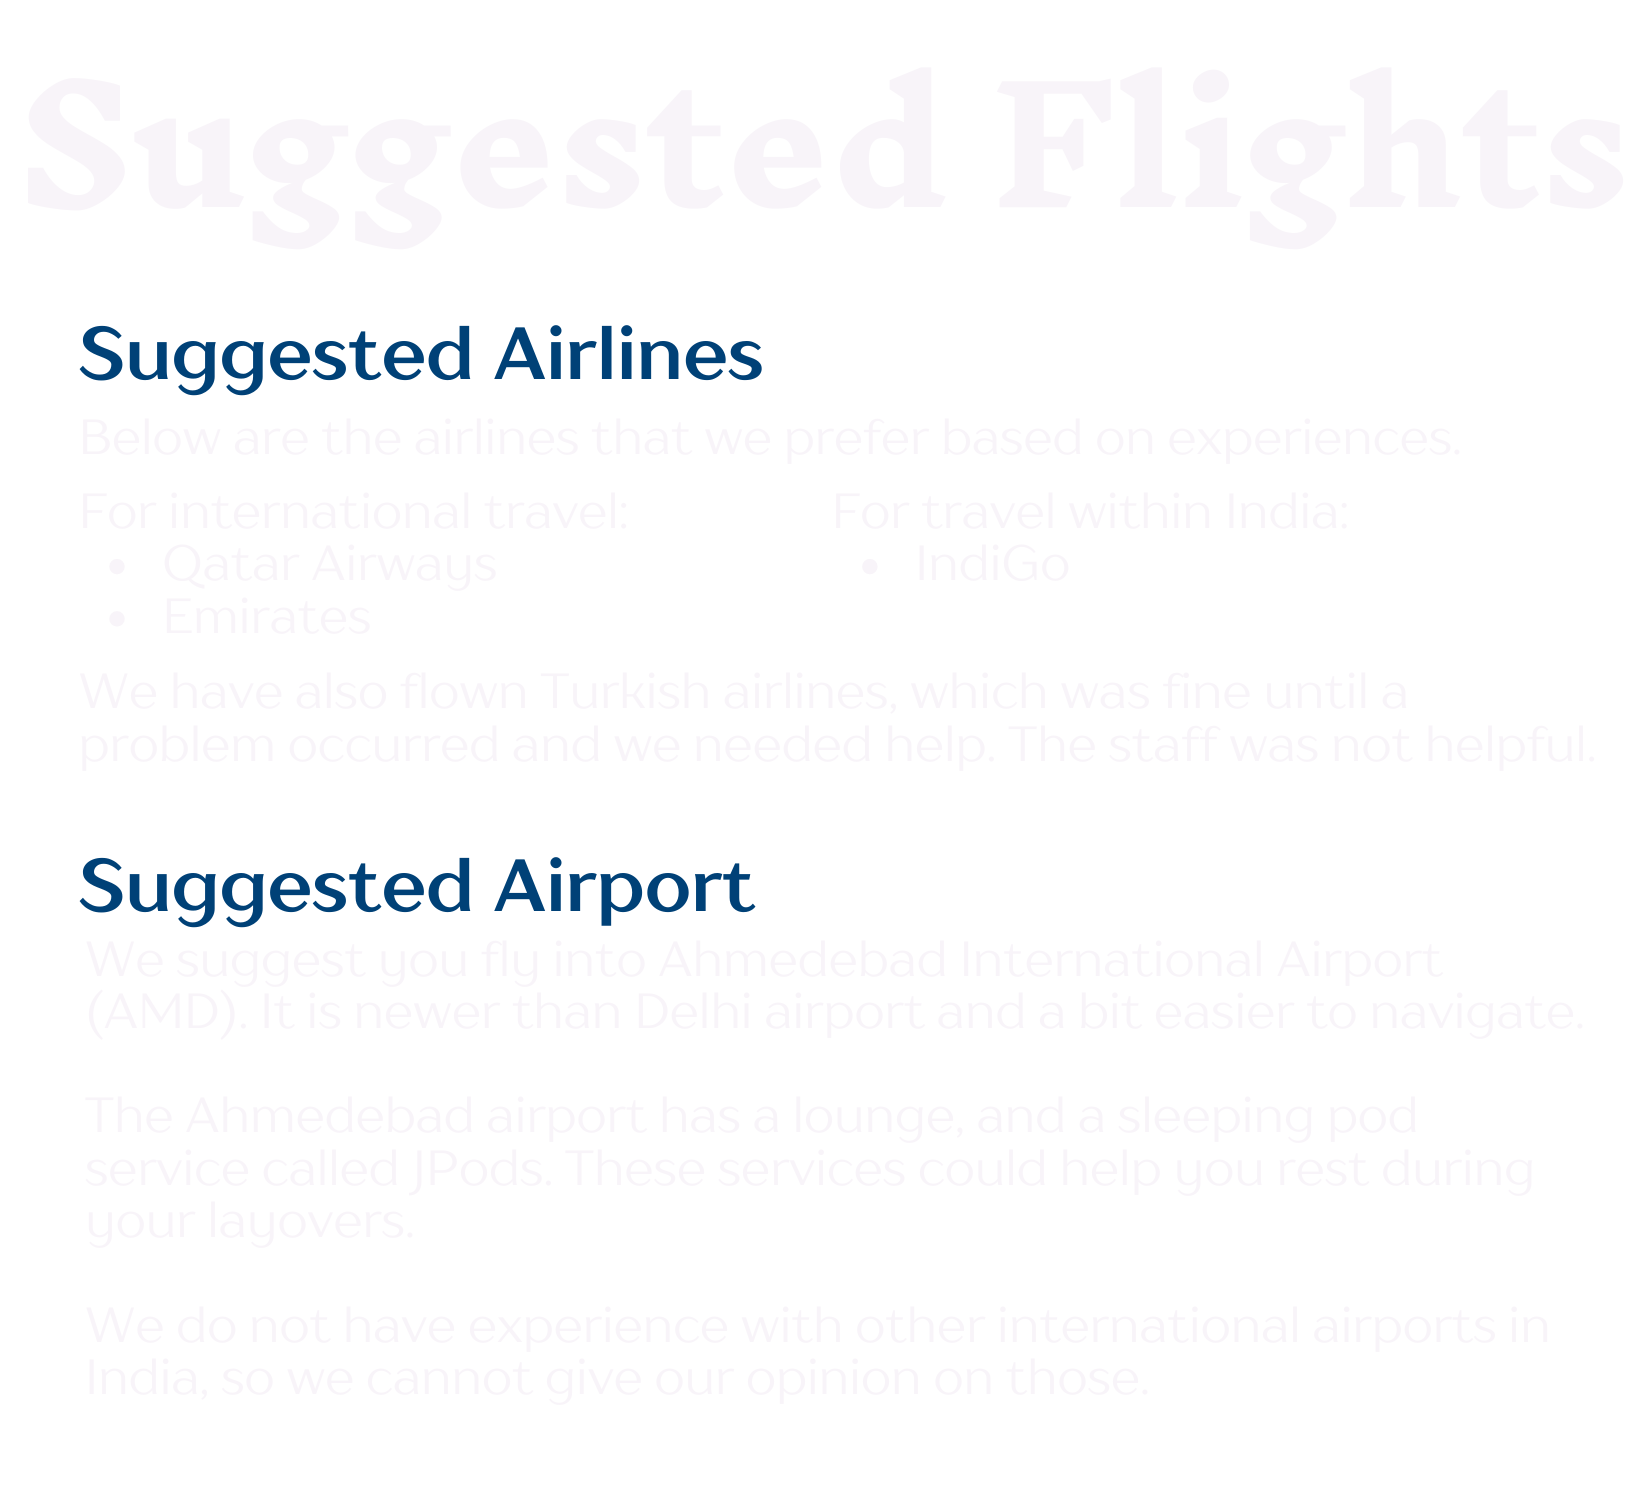 Suggested Flights
Suggested Airlines
Below are the airlines that we prefer based on experiences.
For international travel:
• Qatar Airways
• Emirates
For travel within India:
• IndiGo
We have also flown Turkish airlines, which was fine until a
problem occurred and we needed help. The staff was not helpful.
Suggested Airport
We suggest you fly into Ahmedebad International Airport
(AMD). It is newer than Delhi airport and a bit easier to navigate.
The Ahmedebad airport has a lounge, and a sleeping pod
service called JPods. These services could help you rest during
your layovers.
We do not have experience with other international airports in
India, so we cannot give our opinion on those.